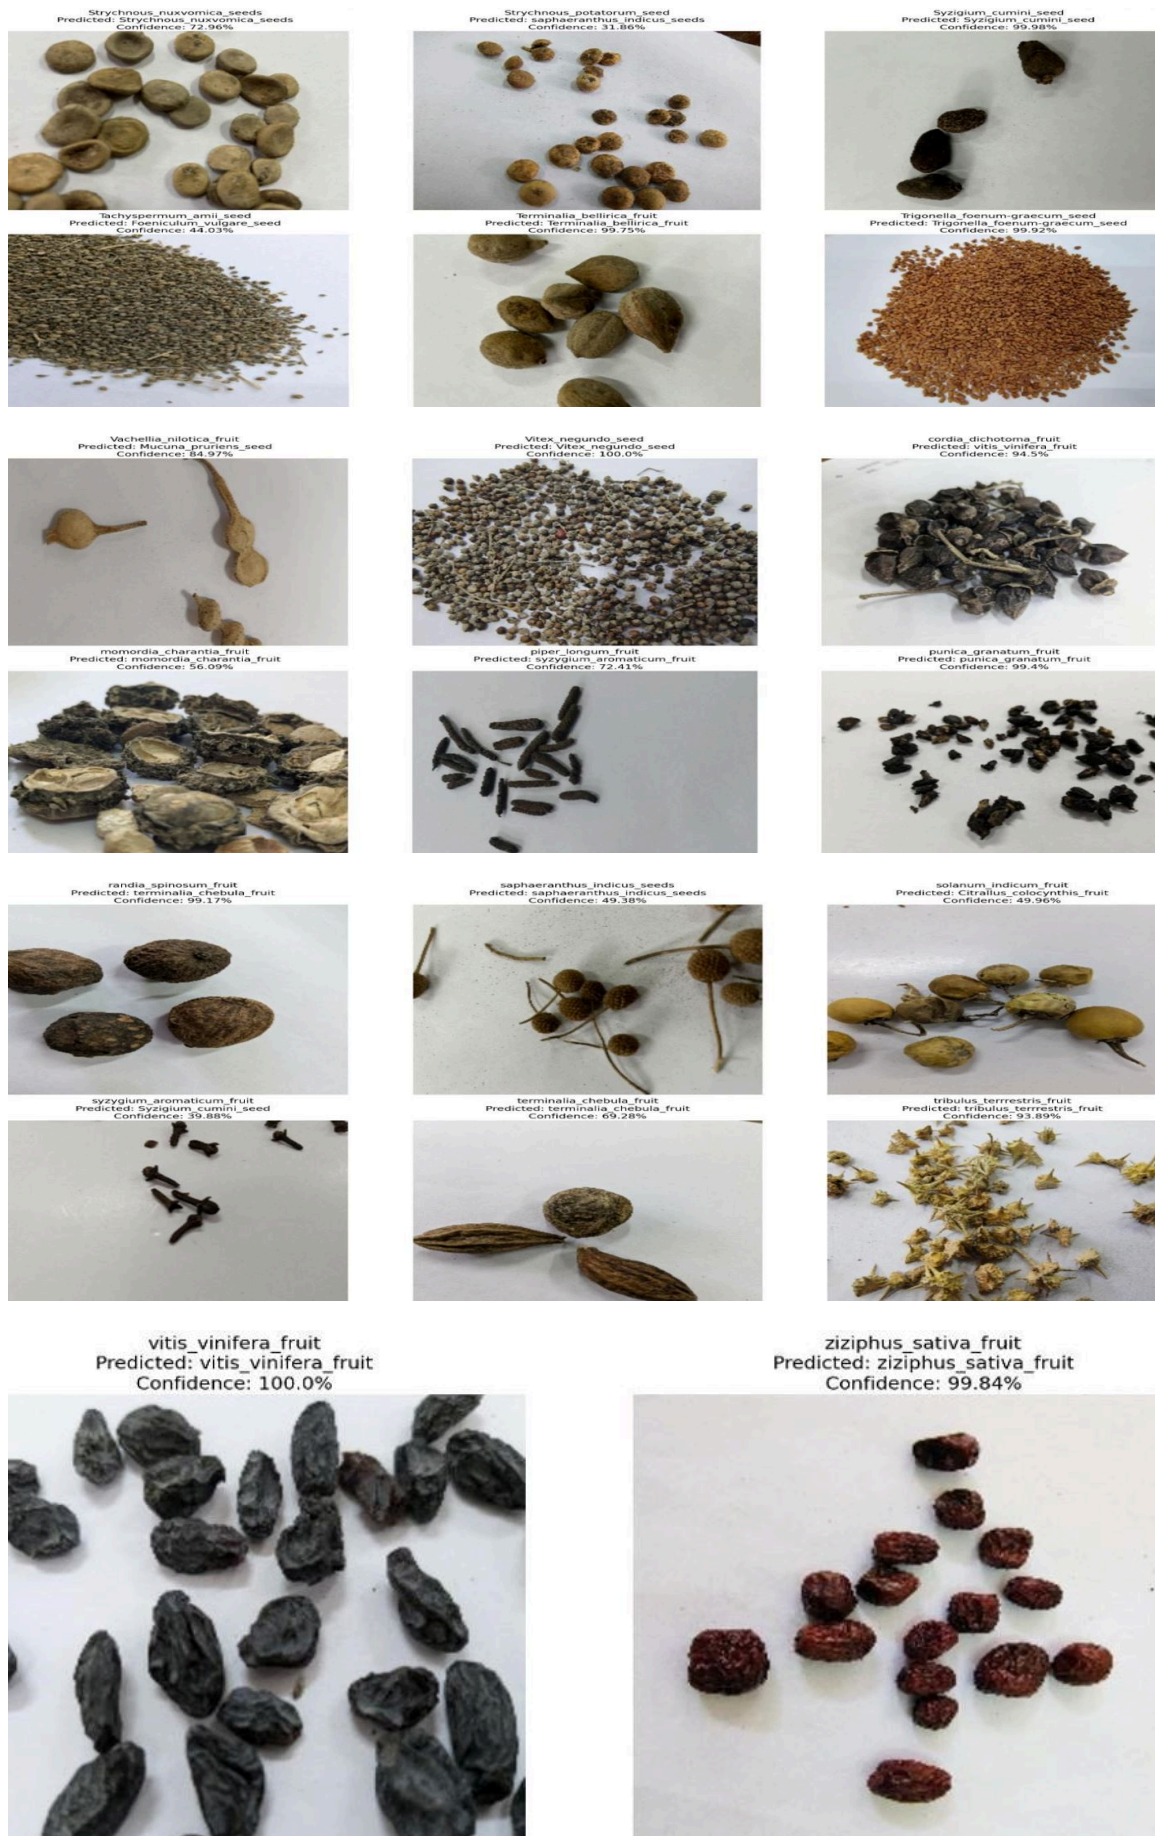 Strychnous_nuxvomica_seeds
Predicted: Strychnous_nuxvomica_seeds
Confidence: 72.96%
Strychnous_potatorum_seed
Predicted: saphaeranthus_indicus_seeds
Confidence: 31.86%
Syzigium_cumini_seed
Predicted: Syzigium_cumini_seed
Confidence: 99.98%
Tachyspermum_amii_seed
Predicted: Foeniculum_vulgare_seed
Confidence: 44.03%
Terminalia_bellirica_fruit
Predicted: Terminalia_bellirica_fruit
Confidence: 99.75%
Trigonella_foenum-graecum_seed
Predicted: Trigonella_foenum-graecum_seed
Confidence: 99.92%
Vachellia_nilotica_fruit
Predicted: Mucuna_pruriens_seed
Confidence: 84.97%
Vitex_negundo_seed
Predicted: Vitex_negundo_seed
Confidence: 100.0%
cordia_dichotoma_fruit
Predicted: vitis_vinifera_fruit
Confidence: 94.5%
momordia_charantia_fruit
Predicted: momordia_charantia_fruit
Confidence: 56.09%
piper_longum_fruit
Predicted: syzygium_aromaticum_fruit
Confidence: 72.41%
punica_granatum_fruit
Predicted: punica_granatum_fruit
Confidence: 99.4%
randia_spinosum_fruit
Predicted: terminalia_chebula_fruit
Confidence: 99.17%
saphaeranthus_indicus_seeds
Predicted: saphaeranthus_indicus_seeds
Confidence: 49.38%
solanum_indicum_fruit
Predicted: Citrallus_colocynthis_fruit
Confidence: 49.96%
syzygium_aromaticum_fruit
Predicted: Syzigium_cumini_seed
Confidence: 39.88%
terminalia_chebula_fruit
Predicted: terminalia_chebula_fruit
Confidence: 69.28%
tribulus_terrrestris_fruit
Predicted: tribulus_terrrestris_fruit
Confidence: 93.89%
vitis_vinifera_fruit
Predicted: vitis_vinifera_fruit
Confidence: 100.0%
ziziphus_sativa_fruit
Predicted: ziziphus_sativa_fruit
Confidence: 99.84%